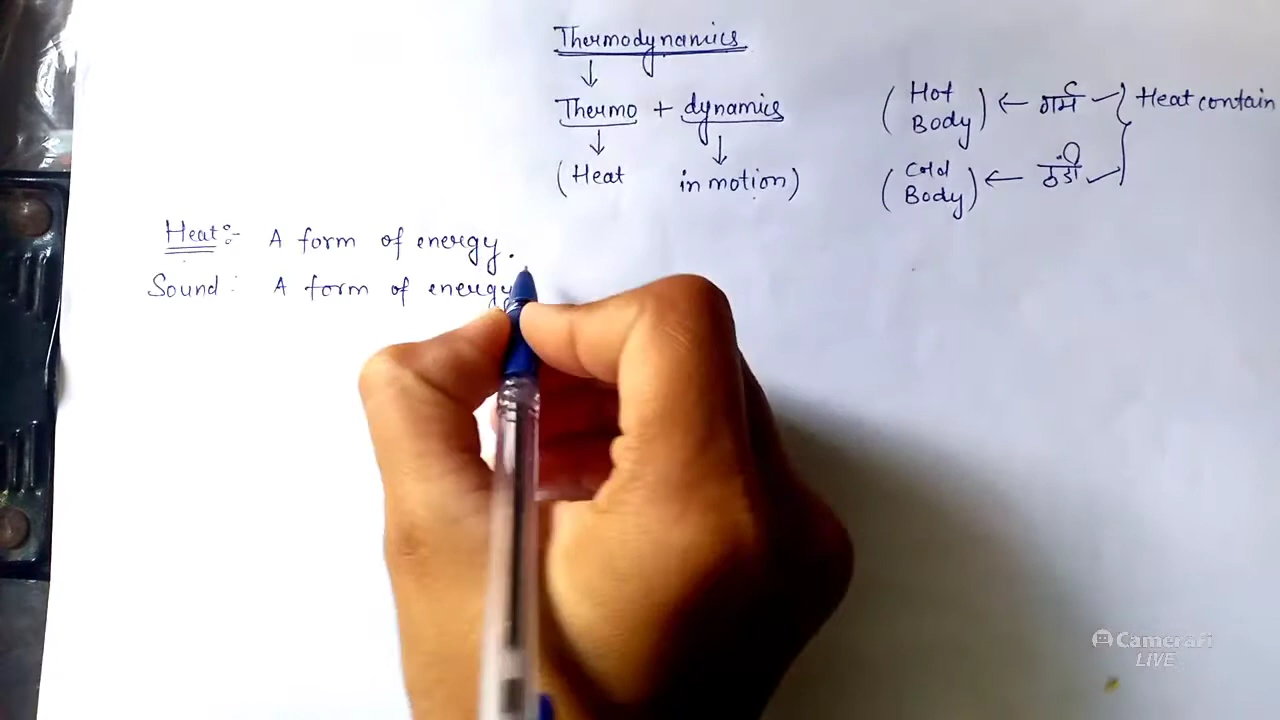 Thermodynamics
Thermo + dynamics
(Heat in motion)
(Hot Body) ← गर्म
(Cold Body) ← ठंडी
} Heat contain
Heat :- A form of energy.
Sound : A form of energy
CameraFi
LIVE